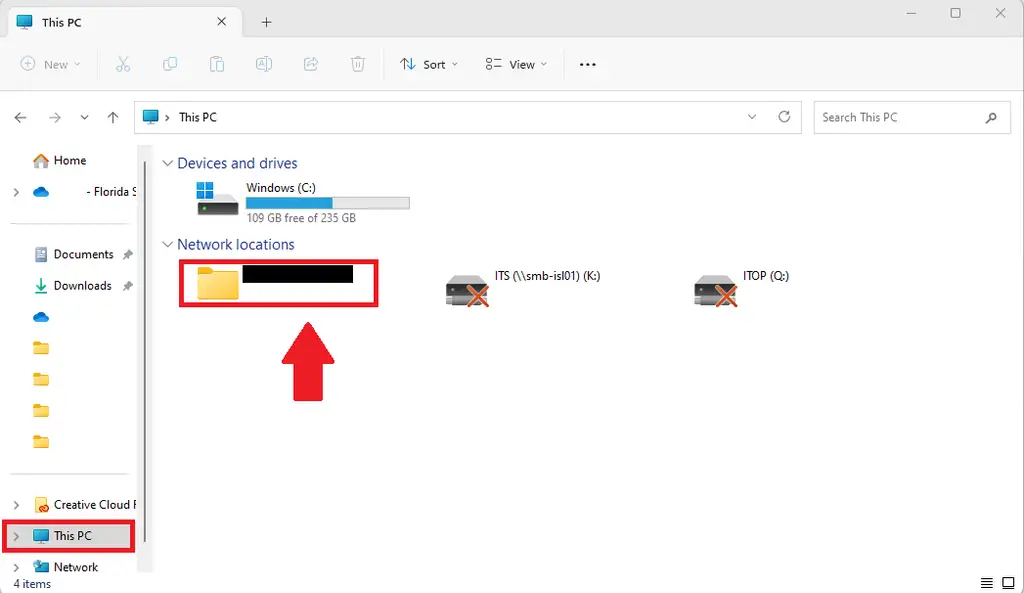 This PC
New
Sort
View
This PC
Search This PC
Home
- Florida S
Documents
Downloads
Creative Cloud F
This PC
Network
4 items
Devices and drives
Windows (C:)
109 GB free of 235 GB
Network locations
ITS (\\smb-isl01) (K:)
ITOP (Q:)